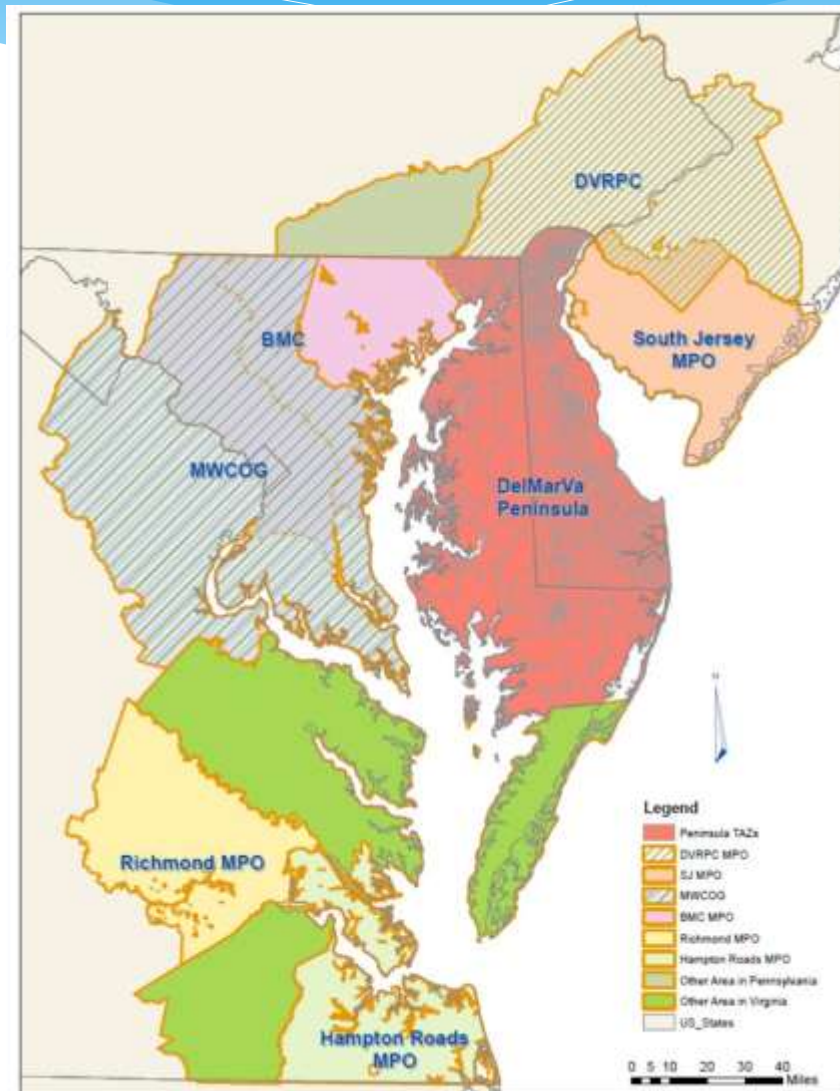 DVRPC
South Jersey
MPO
BMC
MWCOG
DelMarVa
Peninsula
N
Richmond MPO
Hampton Roads
MPO
Legend
Peninsula TAZs
DVRPC MPO
SJ MPO
MWCOG
BMC MPO
Richmond MPO
Hampton Roads MPO
Other Area in Pennsylvania
Other Area in Virginia
US_States
0 5 10 20 30 40
Miles